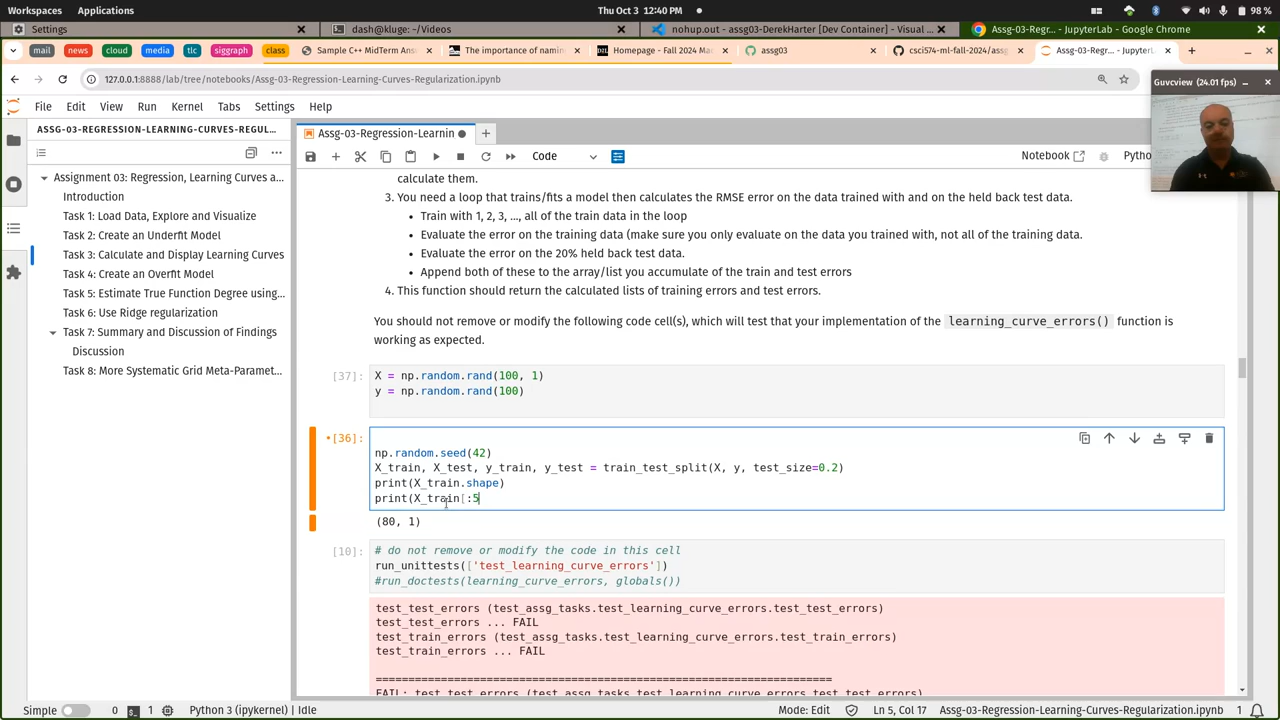 Workspaces Applications Thu Oct 3 12:40 PM 98 %
Settings dash@kluge: ~/Videos nohup.out - assg03-DerekHarter [Dev Container] - Visual ... Assg-03-Regr... - JupyterLab - Google Chrome
mail news cloud media tlc siggraph class Sample C++ MidTerm An The importance of namin Homepage - Fall 2024 Ma assg03 csci574-ml-fall-2024/assg Assg-03-Regr... - JupyterL
127.0.0.1:8888/lab/tree/notebooks/Assg-03-Regression-Learning-Curves-Regularization.ipynb
Guvcview (24.01 fps)
File Edit View Run Kernel Tabs Settings Help
ASSG-03-REGRESSION-LEARNING-CURVES-REGUL...
Assignment 03: Regression, Learning Curves a...
Introduction
Task 1: Load Data, Explore and Visualize
Task 2: Create an Underfit Model
Task 3: Calculate and Display Learning Curves
Task 4: Create an Overfit Model
Task 5: Estimate True Function Degree using...
Task 6: Use Ridge regularization
Task 7: Summary and Discussion of Findings
Discussion
Task 8: More Systematic Grid Meta-Paramet...
Assg-03-Regression-Learnin
Code Notebook Pytho
calculate them.
3. You need a loop that trains/fits a model then calculates the RMSE error on the data trained with and on the held back test data.
• Train with 1, 2, 3, ..., all of the train data in the loop
• Evaluate the error on the training data (make sure you only evaluate on the data you trained with, not all of the training data.
• Evaluate the error on the 20% held back test data.
• Append both of these to the array/list you accumulate of the train and test errors
4. This function should return the calculated lists of training errors and test errors.
You should not remove or modify the following code cell(s), which will test that your implementation of the learning_curve_errors() function is
working as expected.
[37]: X = np.random.rand(100, 1)
y = np.random.rand(100)
•[36]:
np.random.seed(42)
X_train, X_test, y_train, y_test = train_test_split(X, y, test_size=0.2)
print(X_train.shape)
print(X_train[:5
(80, 1)
[10]: # do not remove or modify the code in this cell
run_unittests(['test_learning_curve_errors'])
#run_doctests(learning_curve_errors, globals())
test_test_errors (test_assg_tasks.test_learning_curve_errors.test_test_errors)
test_test_errors ... FAIL
test_train_errors (test_assg_tasks.test_learning_curve_errors.test_train_errors)
test_train_errors ... FAIL
======================================================================
FAIL: test_test_errors (test_assg_tasks.test_learning_curve_errors.test_test_errors)
Simple 0 1 Python 3 (ipykernel) | Idle Mode: Edit Ln 5, Col 17 Assg-03-Regression-Learning-Curves-Regularization.ipynb 1